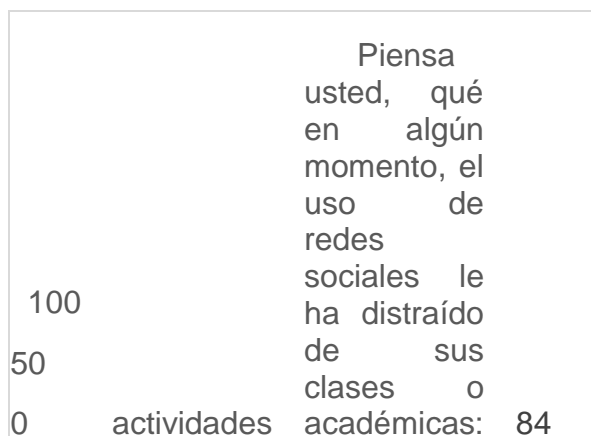 Piensa
usted, qué
en algún
momento, el
uso de
redes
sociales le
100 ha distraído
50 de sus
clases o
0 actividades académicas: 84